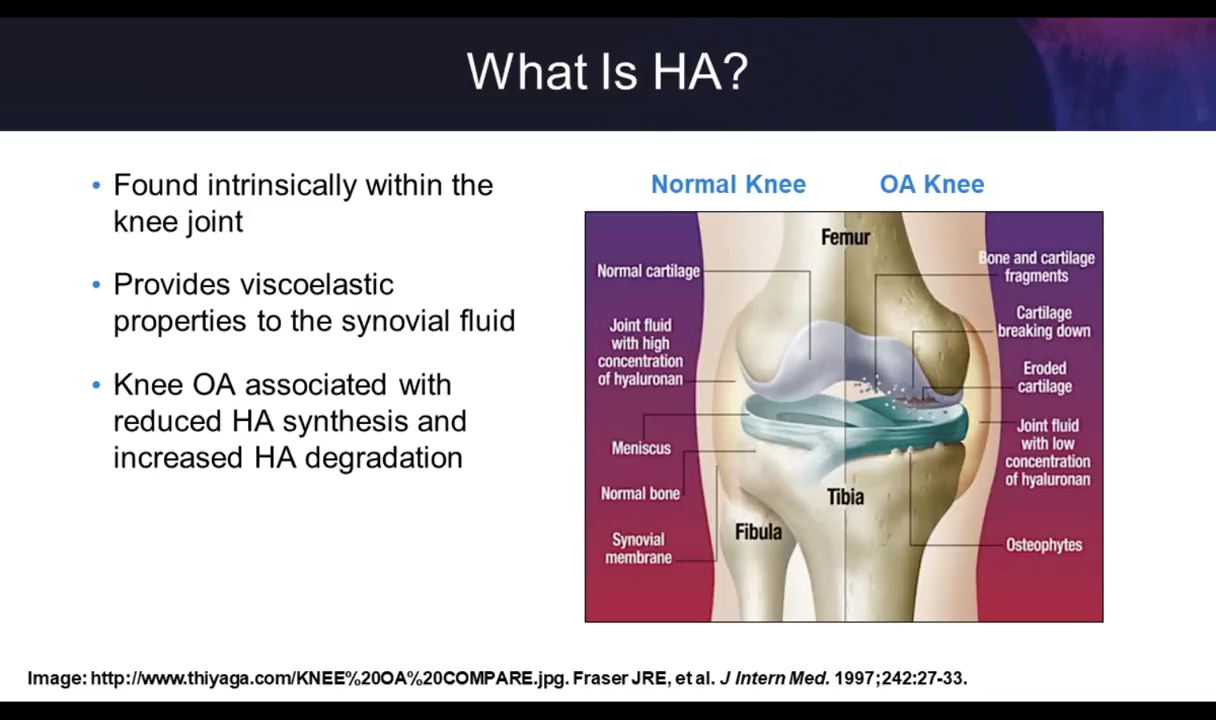 What Is HA?
• Found intrinsically within the
knee joint
• Provides viscoelastic
properties to the synovial fluid
• Knee OA associated with
reduced HA synthesis and
increased HA degradation
Normal Knee
OA Knee
Femur
Normal cartilage
Joint fluid
with high
concentration
of hyaluronan
Meniscus
Normal bone
Synovial
membrane
Fibula
Tibia
Bone and cartilage
fragments
Cartilage
breaking down
Eroded
cartilage
Joint fluid
with low
concentration
of hyaluronan
Osteophytes
Image: http://www.thiyaga.com/KNEE%20OA%20COMPARE.jpg. Fraser JRE, et al. J Intern Med. 1997;242:27-33.